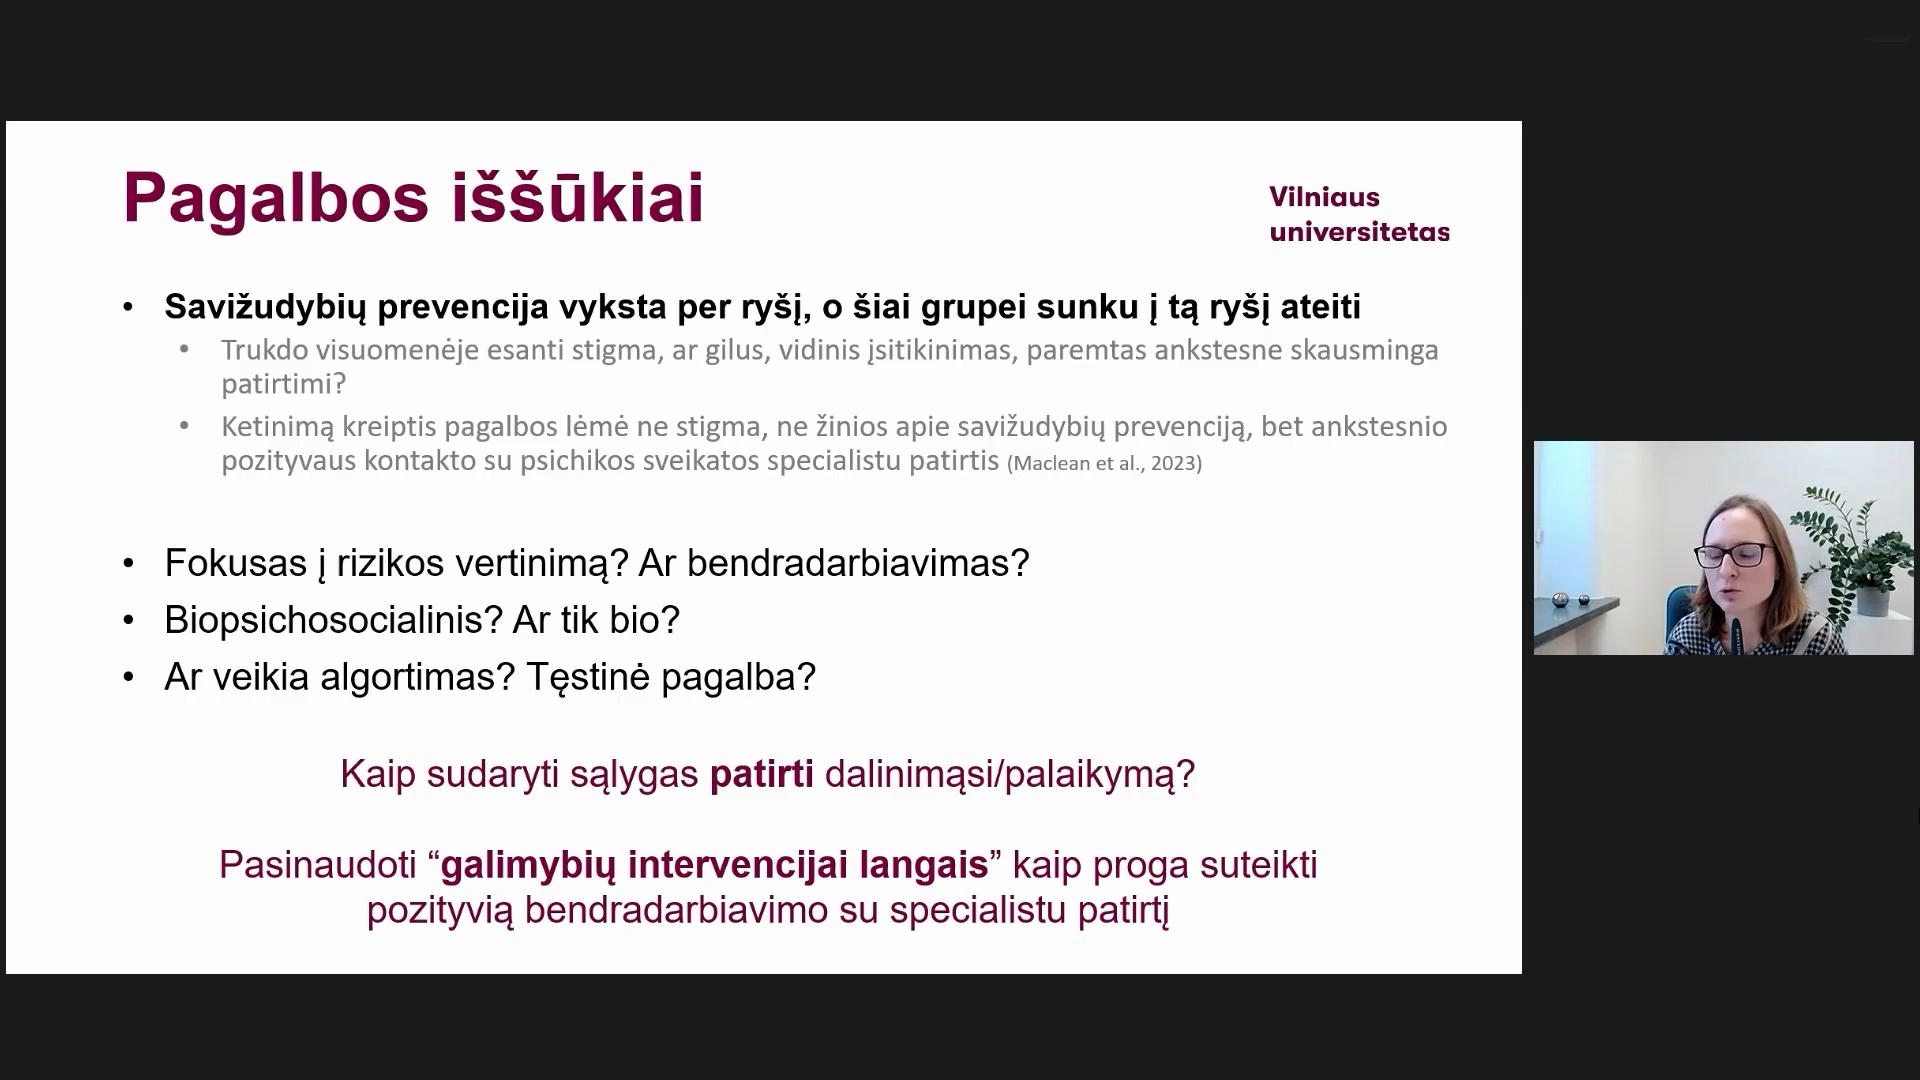 Pagalbos iššūkiai
Vilniaus
universitetas
• Savižudybių prevencija vyksta per ryšį, o šiai grupei sunku į tą ryšį ateiti
• Trukdo visuomenėje esanti stigma, ar gilus, vidinis įsitikinimas, paremtas ankstesne skausminga
patirtimi?
• Ketinimą kreiptis pagalbos lėmė ne stigma, ne žinios apie savižudybių prevenciją, bet ankstesnio
pozityvaus kontakto su psichikos sveikatos specialistu patirtis (Maclean et al., 2023)
• Fokusas į rizikos vertinimą? Ar bendradarbiavimas?
• Biopsichosocialinis? Ar tik bio?
• Ar veikia algortimas? Tęstinė pagalba?
Kaip sudaryti sąlygas patirti dalinimąsi/palaikymą?
Pasinaudoti “galimybių intervencijai langais” kaip proga suteikti
pozityvią bendradarbiavimo su specialistu patirtį